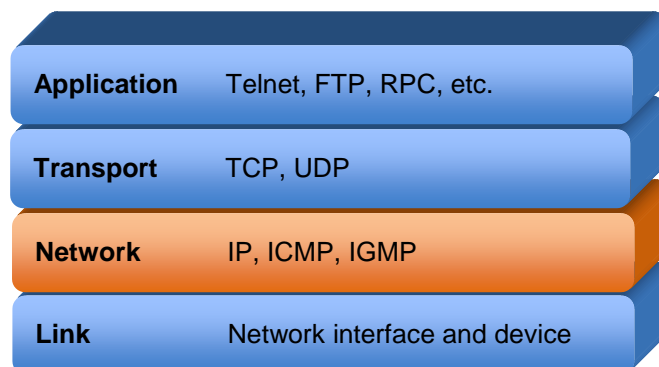 Application Telnet, FTP, RPC, etc.
Transport TCP, UDP
Network IP, ICMP, IGMP
Link Network interface and device